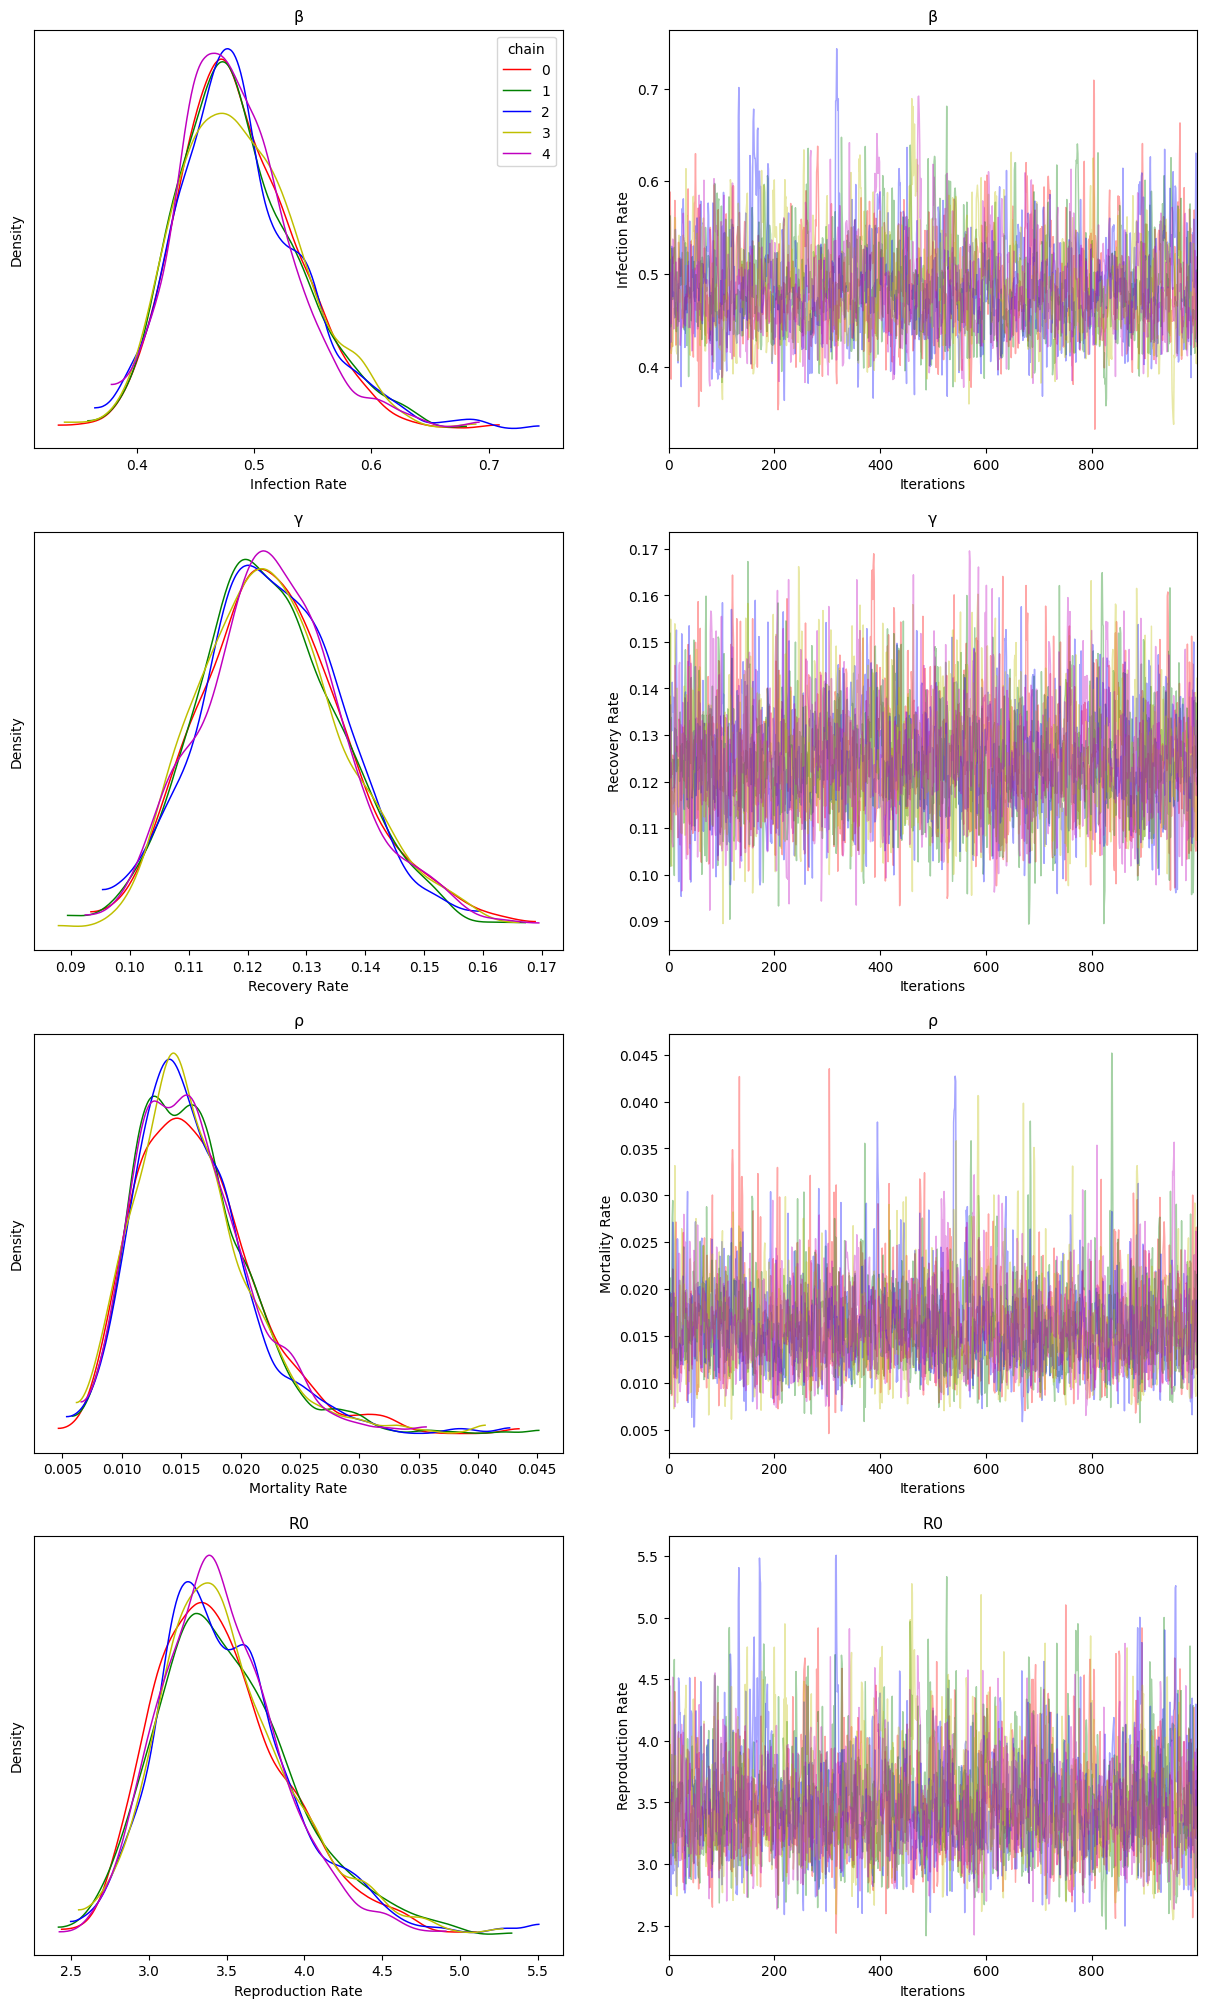 β
chain
0
1
2
3
4
Density
0.4 0.5 0.6 0.7
Infection Rate
β
Infection Rate
0.7
0.6
0.5
0.4
0 200 400 600 800
Iterations
γ
Density
0.09 0.10 0.11 0.12 0.13 0.14 0.15 0.16 0.17
Recovery Rate
γ
Recovery Rate
0.17
0.16
0.15
0.14
0.13
0.12
0.11
0.10
0.09
0 200 400 600 800
Iterations
ρ
Density
0.005 0.010 0.015 0.020 0.025 0.030 0.035 0.040 0.045
Mortality Rate
ρ
Mortality Rate
0.045
0.040
0.035
0.030
0.025
0.020
0.015
0.010
0.005
0 200 400 600 800
Iterations
R0
Density
2.5 3.0 3.5 4.0 4.5 5.0 5.5
Reproduction Rate
R0
Reproduction Rate
5.5
5.0
4.5
4.0
3.5
3.0
2.5
0 200 400 600 800
Iterations